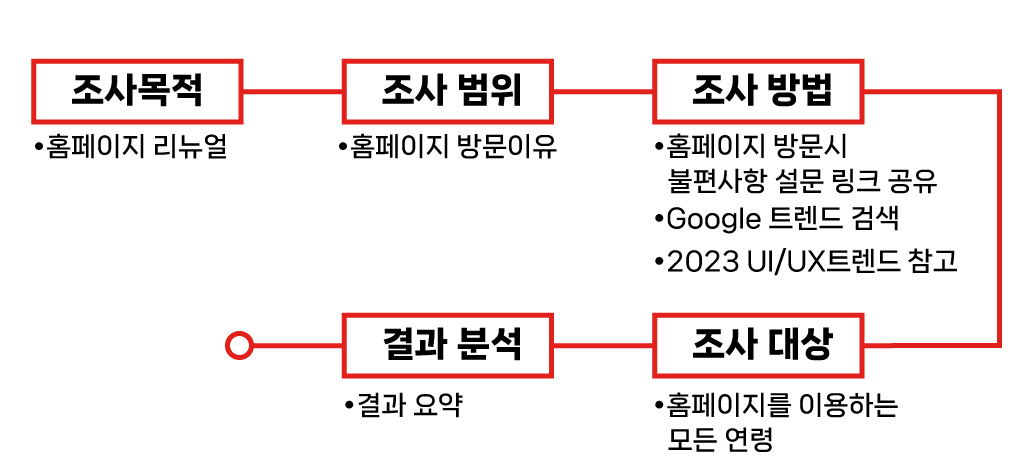 조사목적
•홈페이지 리뉴얼
조사 범위
•홈페이지 방문이유
조사 방법
•홈페이지 방문시
불편사항 설문 링크 공유
•Google 트렌드 검색
•2023 UI/UX트렌드 참고
조사 대상
•홈페이지를 이용하는
모든 연령
결과 분석
•결과 요약